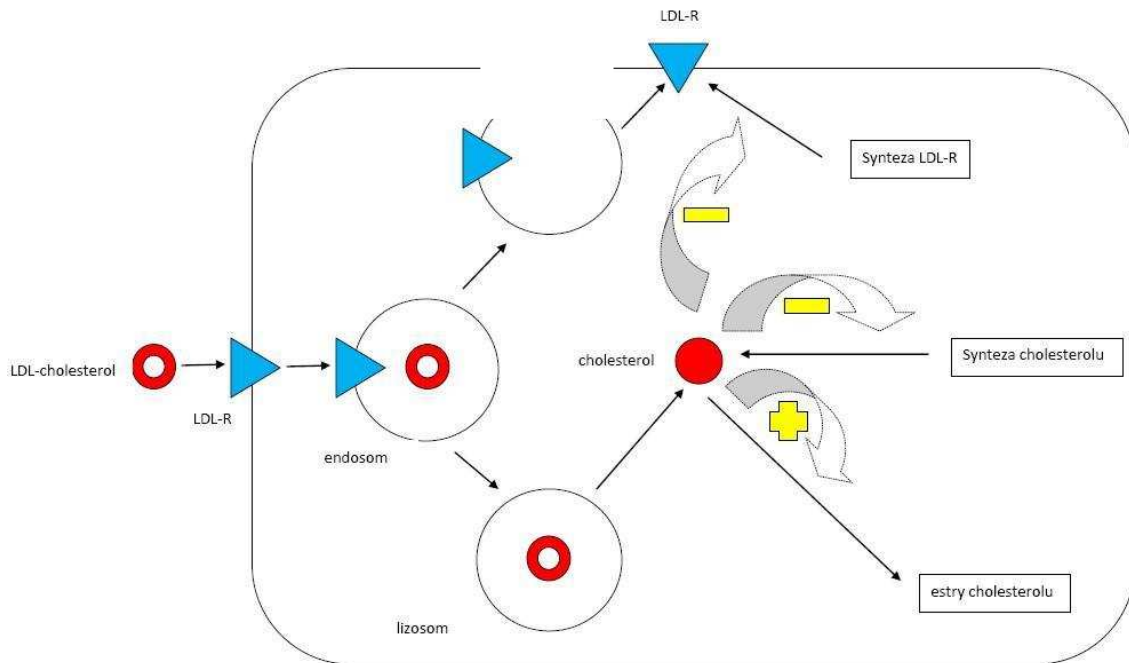 LDL-R
Synteza LDL-R
cholesterol
Synteza cholesterolu
LDL-cholesterol
LDL-R
endosom
estry cholesterolu
lizosom